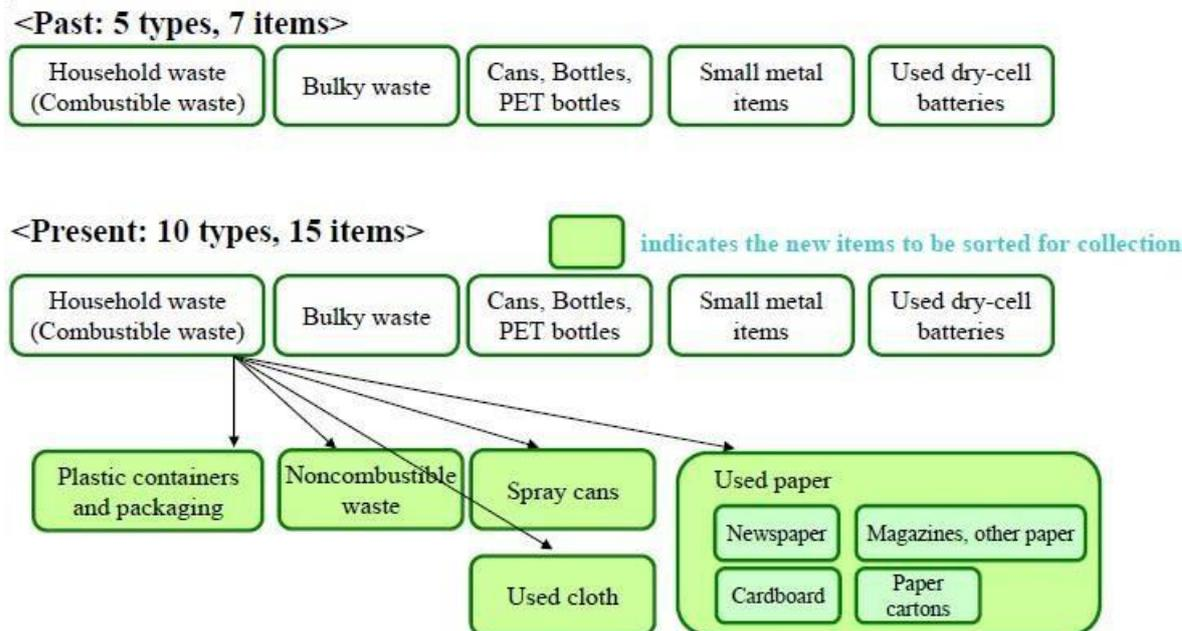 <Past: 5 types, 7 items>
Household waste
(Combustible waste)
Bulky waste
Cans, Bottles,
PET bottles
Small metal
items
Used dry-cell
batteries
<Present: 10 types, 15 items>
indicates the new items to be sorted for collection
Household waste
(Combustible waste)
Bulky waste
Cans, Bottles,
PET bottles
Small metal
items
Used dry-cell
batteries
Plastic containers
and packaging
Noncombustible
waste
Spray cans
Used cloth
Used paper
Newspaper
Magazines, other paper
Cardboard
Paper
cartons